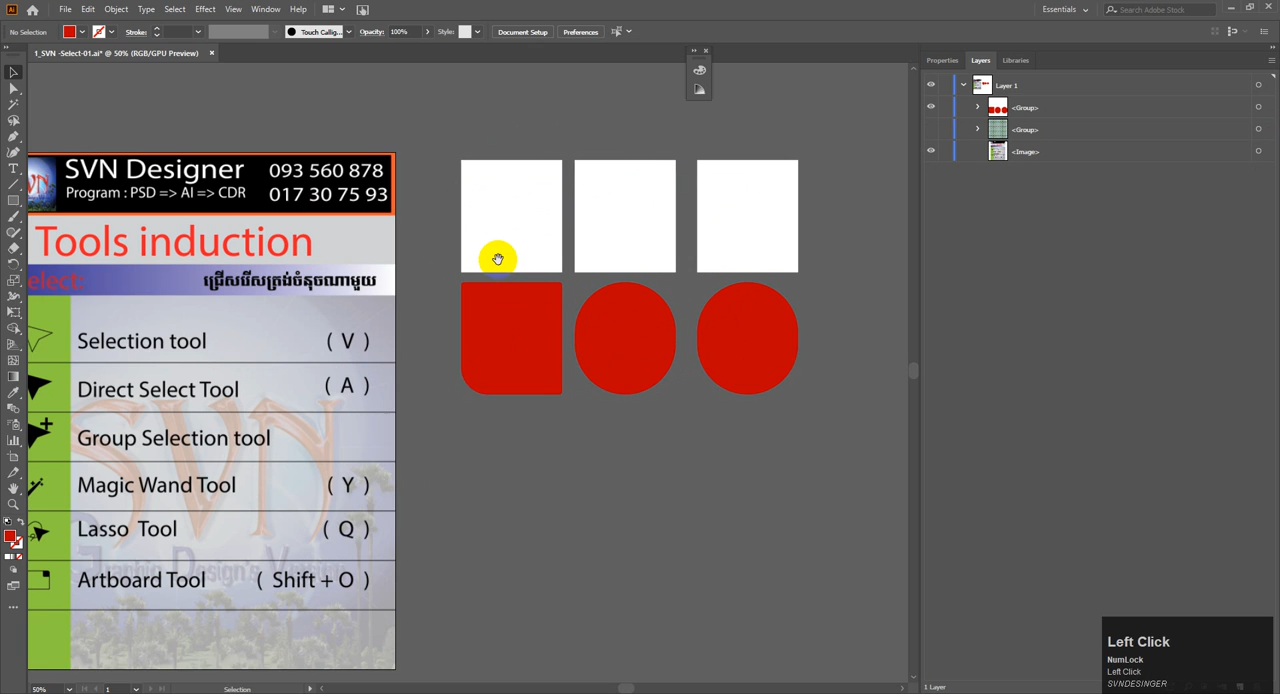 File Edit Object Type Select Effect View Window Help
Essentials
Search Adobe Stock
No Selection
Stroke:
Touch Callig...
Opacity: 100%
Style:
Document Setup
Preferences
1_SVN -Select-01.ai* @ 50% (RGB/GPU Preview)
Properties Layers Libraries
Layer 1
<Group>
<Group>
<Image>
SVN Designer 093 560 878
Program : PSD => AI => CDR 017 30 75 93
Tools induction
elect: ជ្រើសរើសត្រង់ចំនុចណាមួយ
Selection tool ( V )
Direct Select Tool ( A )
Group Selection tool
Magic Wand Tool ( Y )
Lasso Tool ( Q )
Artboard Tool ( Shift + O )
SVN
Left Click
NumLock
Left Click
SVNDESINGER
50% 1 Selection
1 Layer